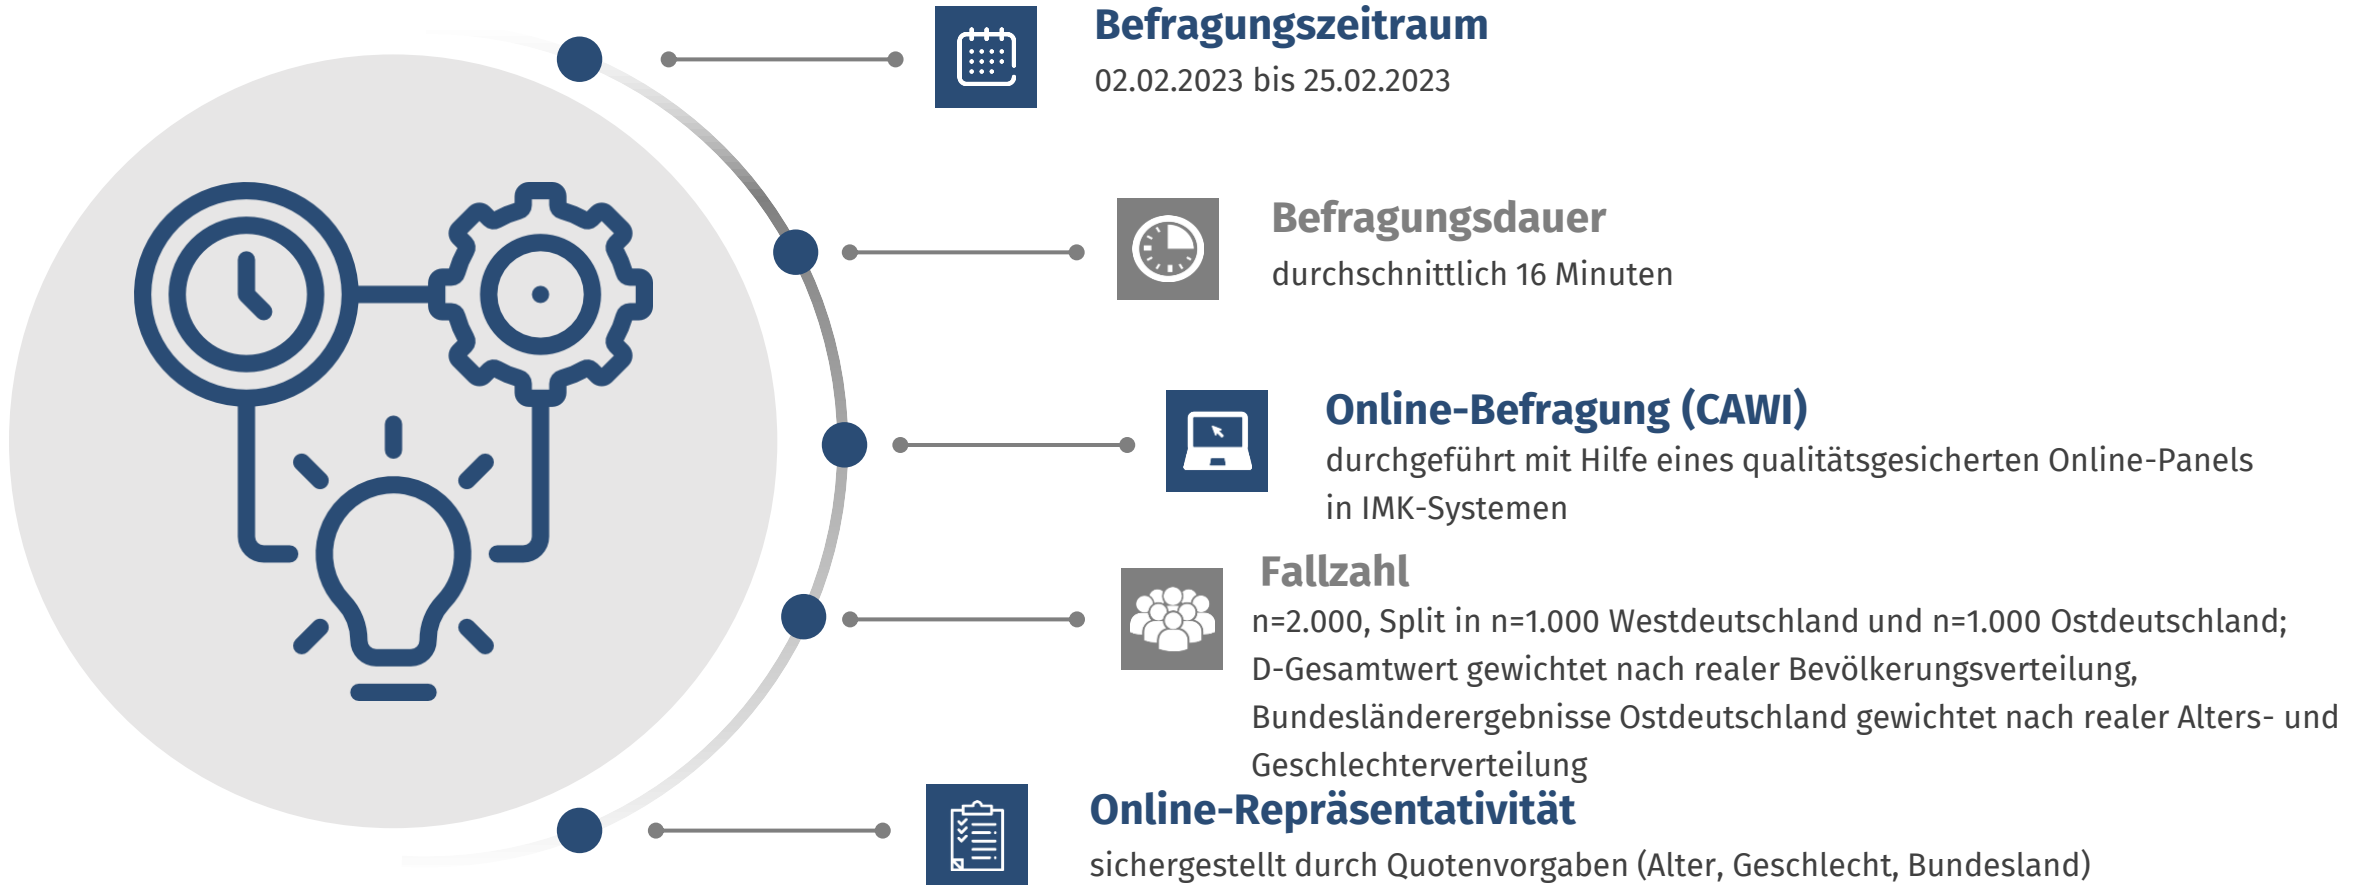 Befragungszeitraum
02.02.2023 bis 25.02.2023
Befragungsdauer
durchschnittlich 16 Minuten
Online-Befragung (CAWI)
durchgeführt mit Hilfe eines qualitätsgesicherten Online-Panels
in IMK-Systemen
Fallzahl
n=2.000, Split in n=1.000 Westdeutschland und n=1.000 Ostdeutschland;
D-Gesamtwert gewichtet nach realer Bevölkerungsverteilung,
Bundesländerergebnisse Ostdeutschland gewichtet nach realer Alters- und
Geschlechterverteilung
Online-Repräsentativität
sichergestellt durch Quotenvorgaben (Alter, Geschlecht, Bundesland)